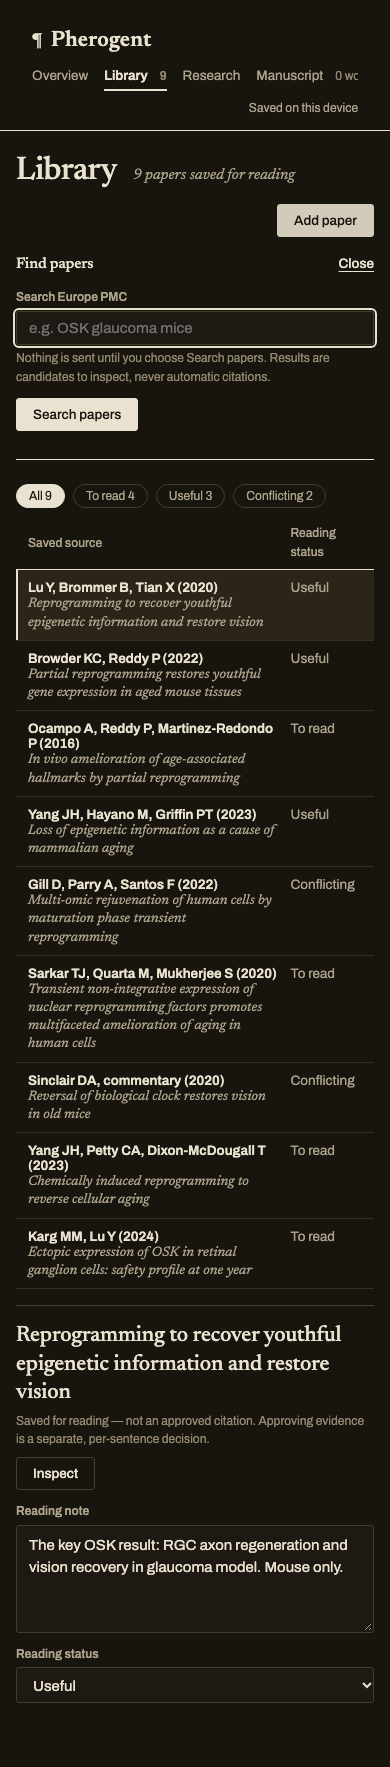 ¶ Pherogent
Overview Library 9 Research Manuscript 0
Saved on this device
Library 9 papers saved for reading
Add paper
Find papers Close
Search Europe PMC
e.g. OSK glaucoma mice
Nothing is sent until you choose Search papers. Results are
candidates to inspect, never automatic citations.
Search papers
All 9 To read 4 Useful 3 Conflicting 2
Saved source Reading
status
Lu Y, Brommer B, Tian X (2020) Useful
Reprogramming to recover youthful
epigenetic information and restore vision
Browder KC, Reddy P (2022) Useful
Partial reprogramming restores youthful
gene expression in aged mouse tissues
Ocampo A, Reddy P, Martinez-Redondo To read
P (2016)
In vivo amelioration of age-associated
hallmarks by partial reprogramming
Yang JH, Hayano M, Griffin PT (2023) Useful
Loss of epigenetic information as a cause of
mammalian aging
Gill D, Parry A, Santos F (2022) Conflicting
Multi-omic rejuvenation of human cells by
maturation phase transient
reprogramming
Sarkar TJ, Quarta M, Mukherjee S (2020) To read
Transient non-integrative expression of
nuclear reprogramming factors promotes
multifaceted amelioration of aging in
human cells
Sinclair DA, commentary (2020) Conflicting
Reversal of biological clock restores vision
in old mice
Yang JH, Petty CA, Dixon-McDougall T To read
(2023)
Chemically induced reprogramming to
reverse cellular aging
Karg MM, Lu Y (2024) To read
Ectopic expression of OSK in retinal
ganglion cells: safety profile at one year
Reprogramming to recover youthful
epigenetic information and restore
vision
Saved for reading — not an approved citation. Approving evidence
is a separate, per-sentence decision.
Inspect
Reading note
The key OSK result: RGC axon regeneration and
vision recovery in glaucoma model. Mouse only.
Reading status
Useful